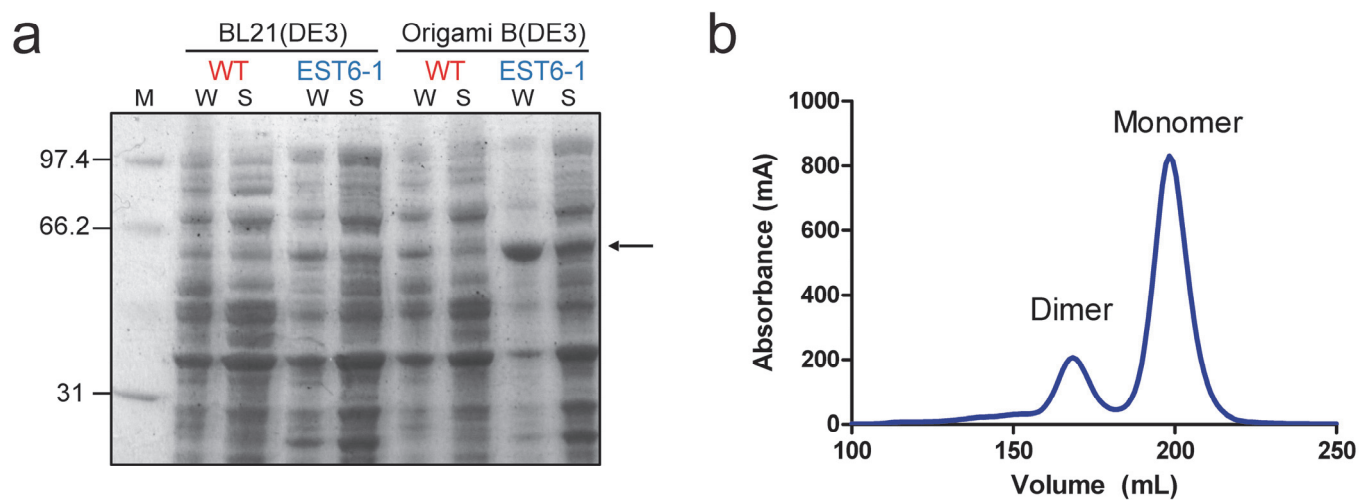 a
BL21(DE3) Origami B(DE3)
WT EST6-1 WT EST6-1
M W S W S W S W S
97.4
66.2
31
b
1000
800
600
400
200
0
Absorbance (mA)
Monomer
Dimer
100 150 200 250
Volume (mL)